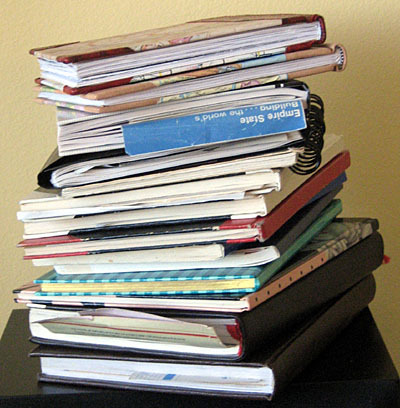 Empire State
Building . . . the world's